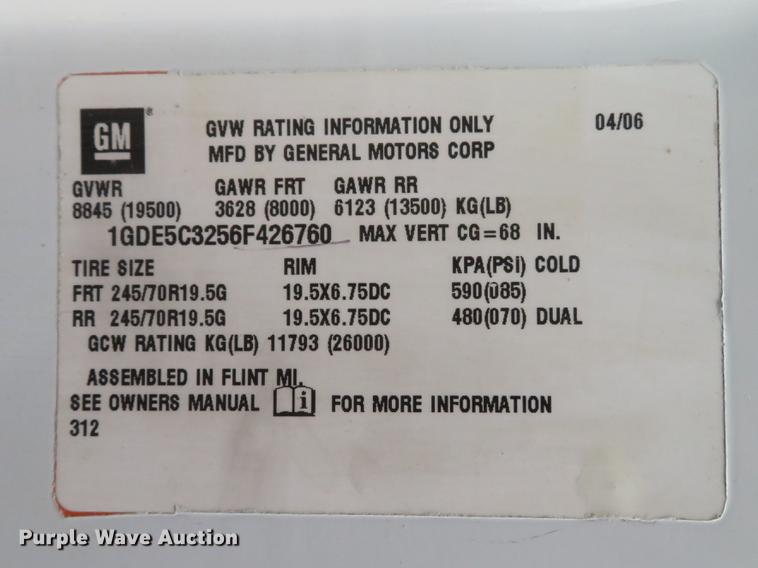 GM®
GVW RATING INFORMATION ONLY 04/06
MFD BY GENERAL MOTORS CORP
GVWR GAWR FRT GAWR RR
8845 (19500) 3628 (8000) 6123 (13500) KG(LB)
1GDE5C3256F426760 MAX VERT CG=68 IN.
TIRE SIZE RIM KPA(PSI) COLD
FRT 245/70R19.5G 19.5X6.75DC 590(085)
RR 245/70R19.5G 19.5X6.75DC 480(070) DUAL
GCW RATING KG(LB) 11793 (26000)
ASSEMBLED IN FLINT MI.
SEE OWNERS MANUAL i FOR MORE INFORMATION
312
Purple Wave Auction